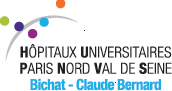 HÔPITAUX UNIVERSITAIRES
PARIS NORD VAL DE SEINE
Bichat - Claude Bernard